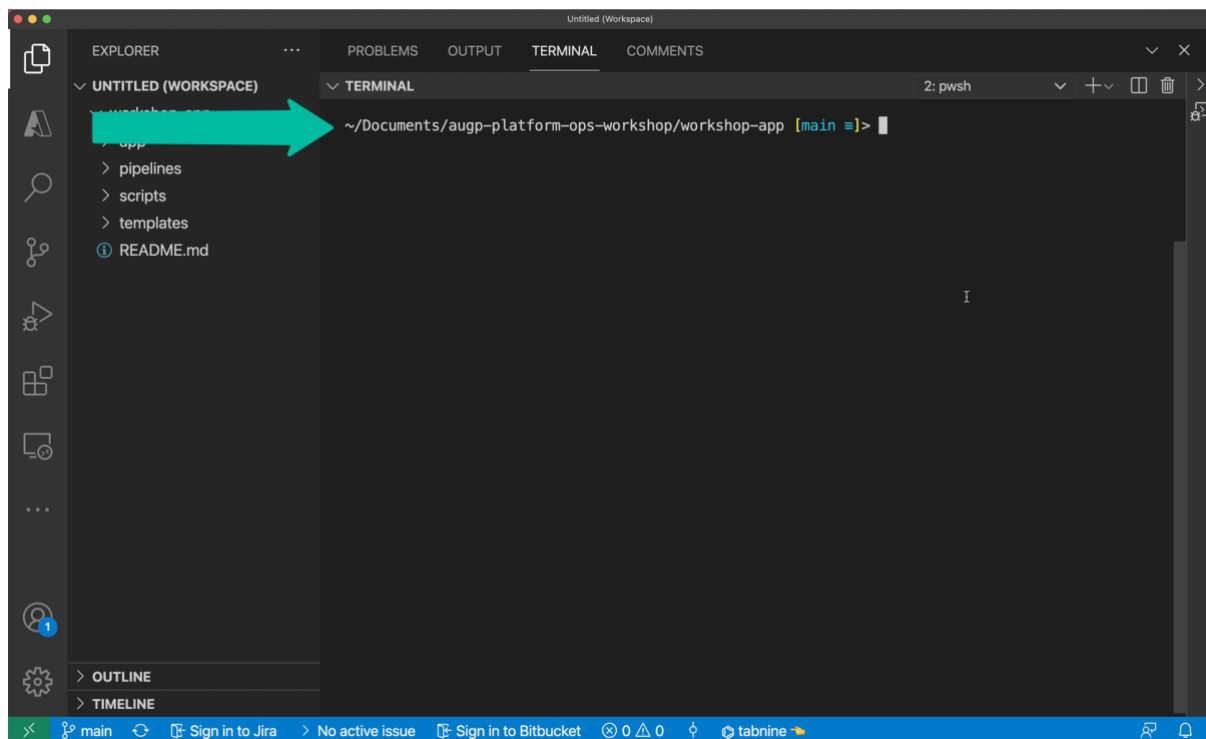 Untitled (Workspace)
EXPLORER
PROBLEMS OUTPUT TERMINAL COMMENTS
UNTITLED (WORKSPACE)
TERMINAL
2: pwsh
~/Documents/augp-platform-ops-workshop/workshop-app [main ≡]>
app
pipelines
scripts
templates
README.md
1
OUTLINE
TIMELINE
main Sign in to Jira No active issue Sign in to Bitbucket 0 0 tabnine